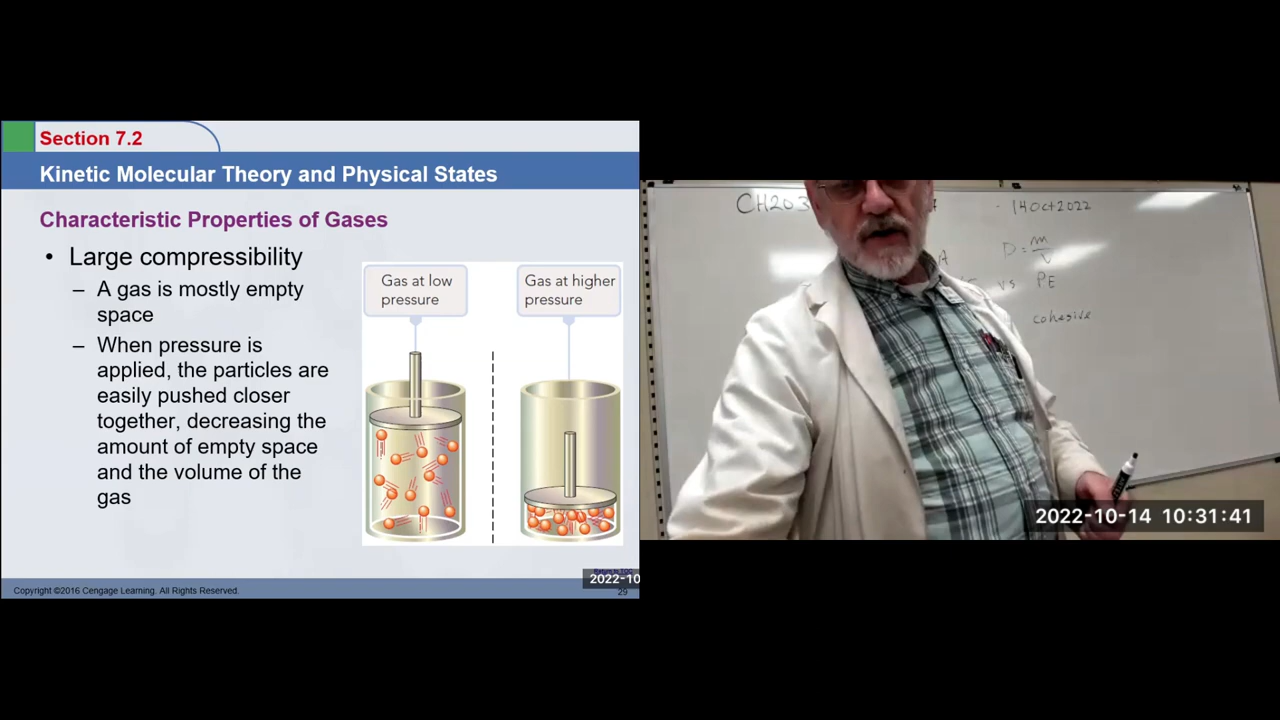 Section 7.2
Kinetic Molecular Theory and Physical States
Characteristic Properties of Gases
• Large compressibility
– A gas is mostly empty
space
– When pressure is
applied, the particles are
easily pushed closer
together, decreasing the
amount of empty space
and the volume of the
gas
Gas at low
pressure
Gas at higher
pressure
2022-10
Copyright ©2016 Cengage Learning. All Rights Reserved.
29
CH203
7 - 14Oct2022
D = m/v
A
vs PE
cohesive
2022-10-14 10:31:41